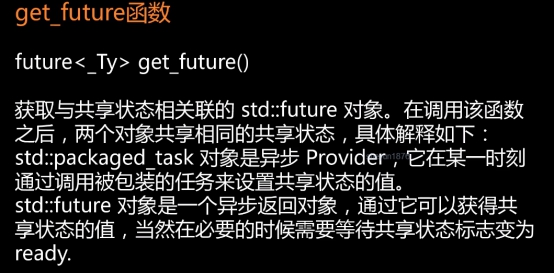 get_future函数
future<_Ty> get_future()
获取与共享状态相关联的 std::future 对象。在调用该函数
之后，两个对象共享相同的共享状态，具体解释如下：
std::packaged_task 对象是异步 Provider，它在某一时刻
通过调用被包装的任务来设置共享状态的值。
std::future 对象是一个异步返回对象，通过它可以获得共
享状态的值，当然在必要的时候需要等待共享状态标志变为
ready.